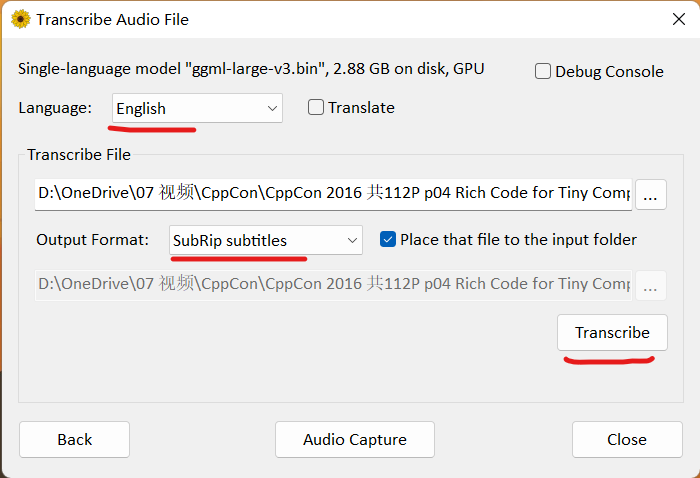 Transcribe Audio File
Single-language model "ggml-large-v3.bin", 2.88 GB on disk, GPU
Debug Console
Language:
English
Translate
Transcribe File
D:\OneDrive\07 视频\CppCon\CppCon 2016 共112P p04 Rich Code for Tiny Comp
...
Output Format:
SubRip subtitles
Place that file to the input folder
D:\OneDrive\07 视频\CppCon\CppCon 2016 共112P p04 Rich Code for Tiny Comp
...
Transcribe
Back
Audio Capture
Close